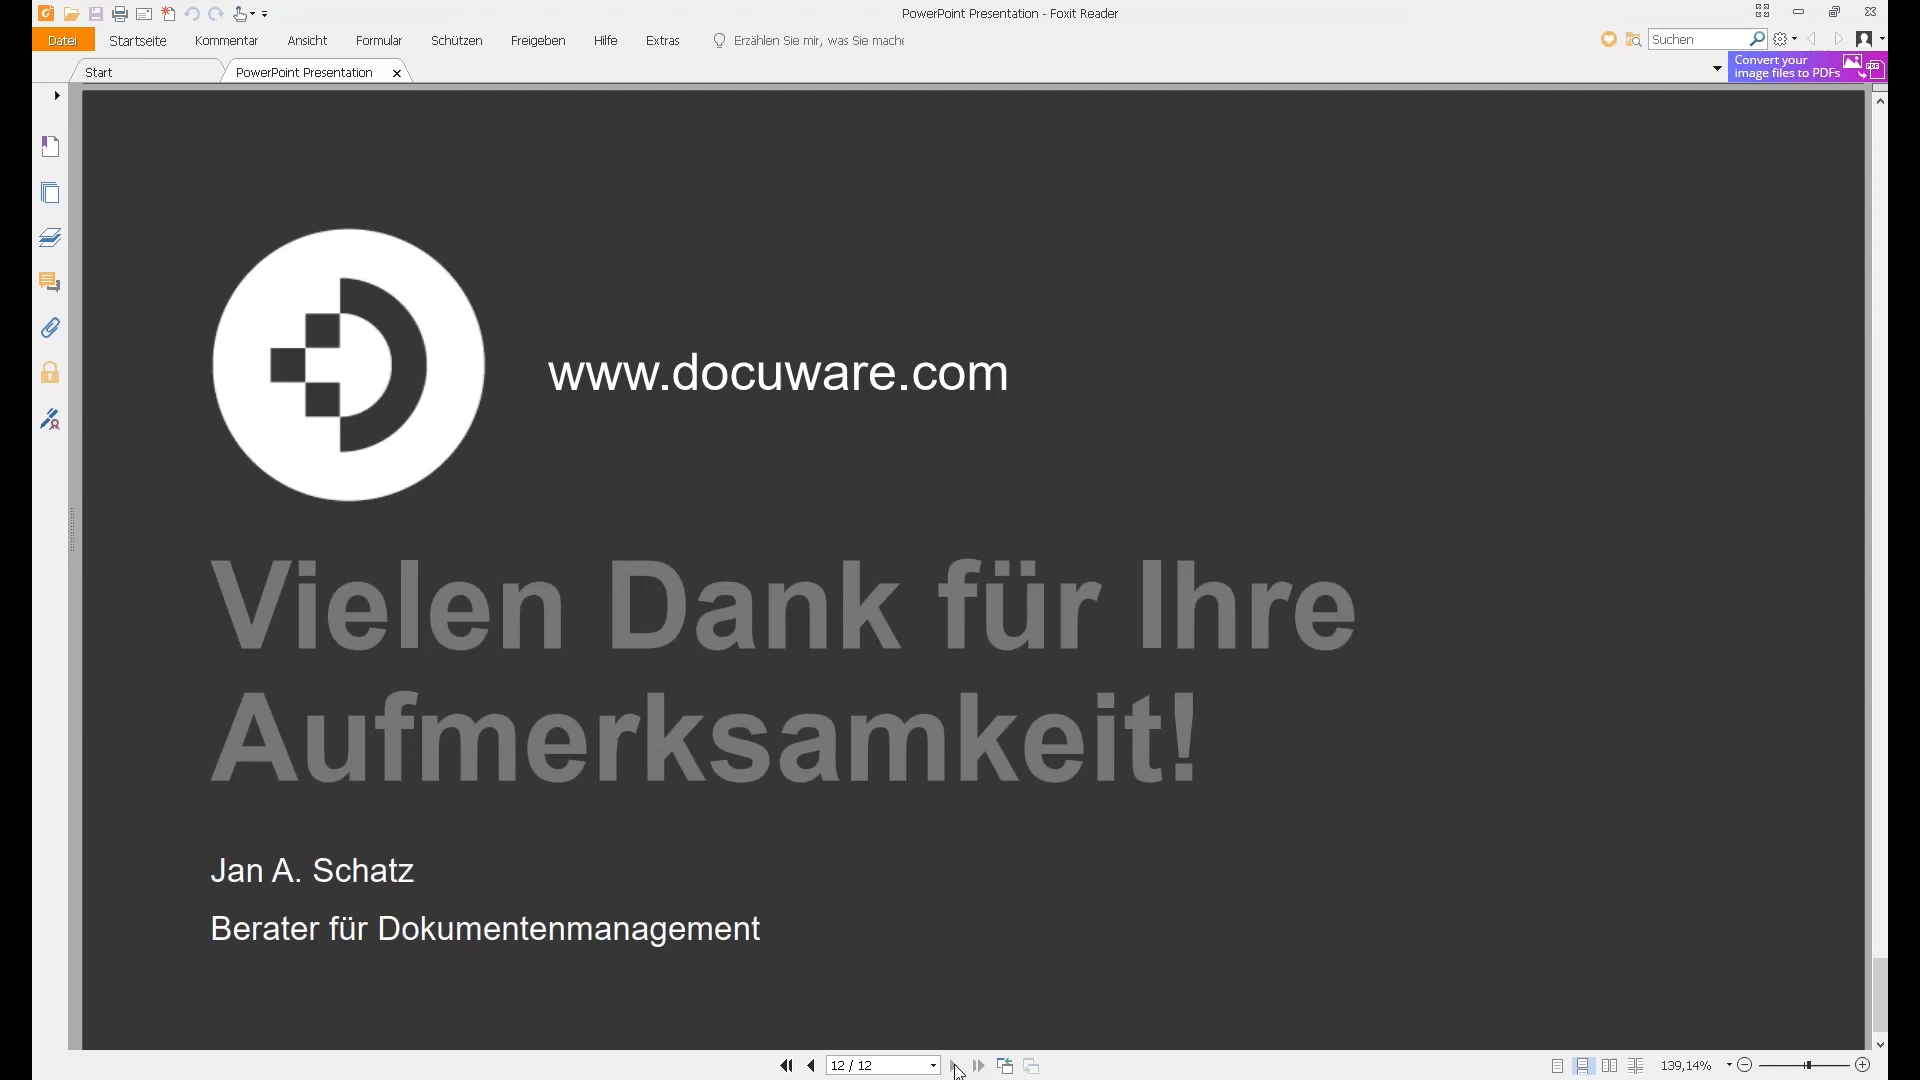 PowerPoint Presentation - Foxit Reader
Datei Startseite Kommentar Ansicht Formular Schützen Freigeben Hilfe Extras Erzählen Sie mir, was Sie mache Suchen
Start PowerPoint Presentation
Convert your
image files to PDFs
www.docuware.com
Vielen Dank für Ihre
Aufmerksamkeit!
Jan A. Schatz
Berater für Dokumentenmanagement
12 / 12 139,14%